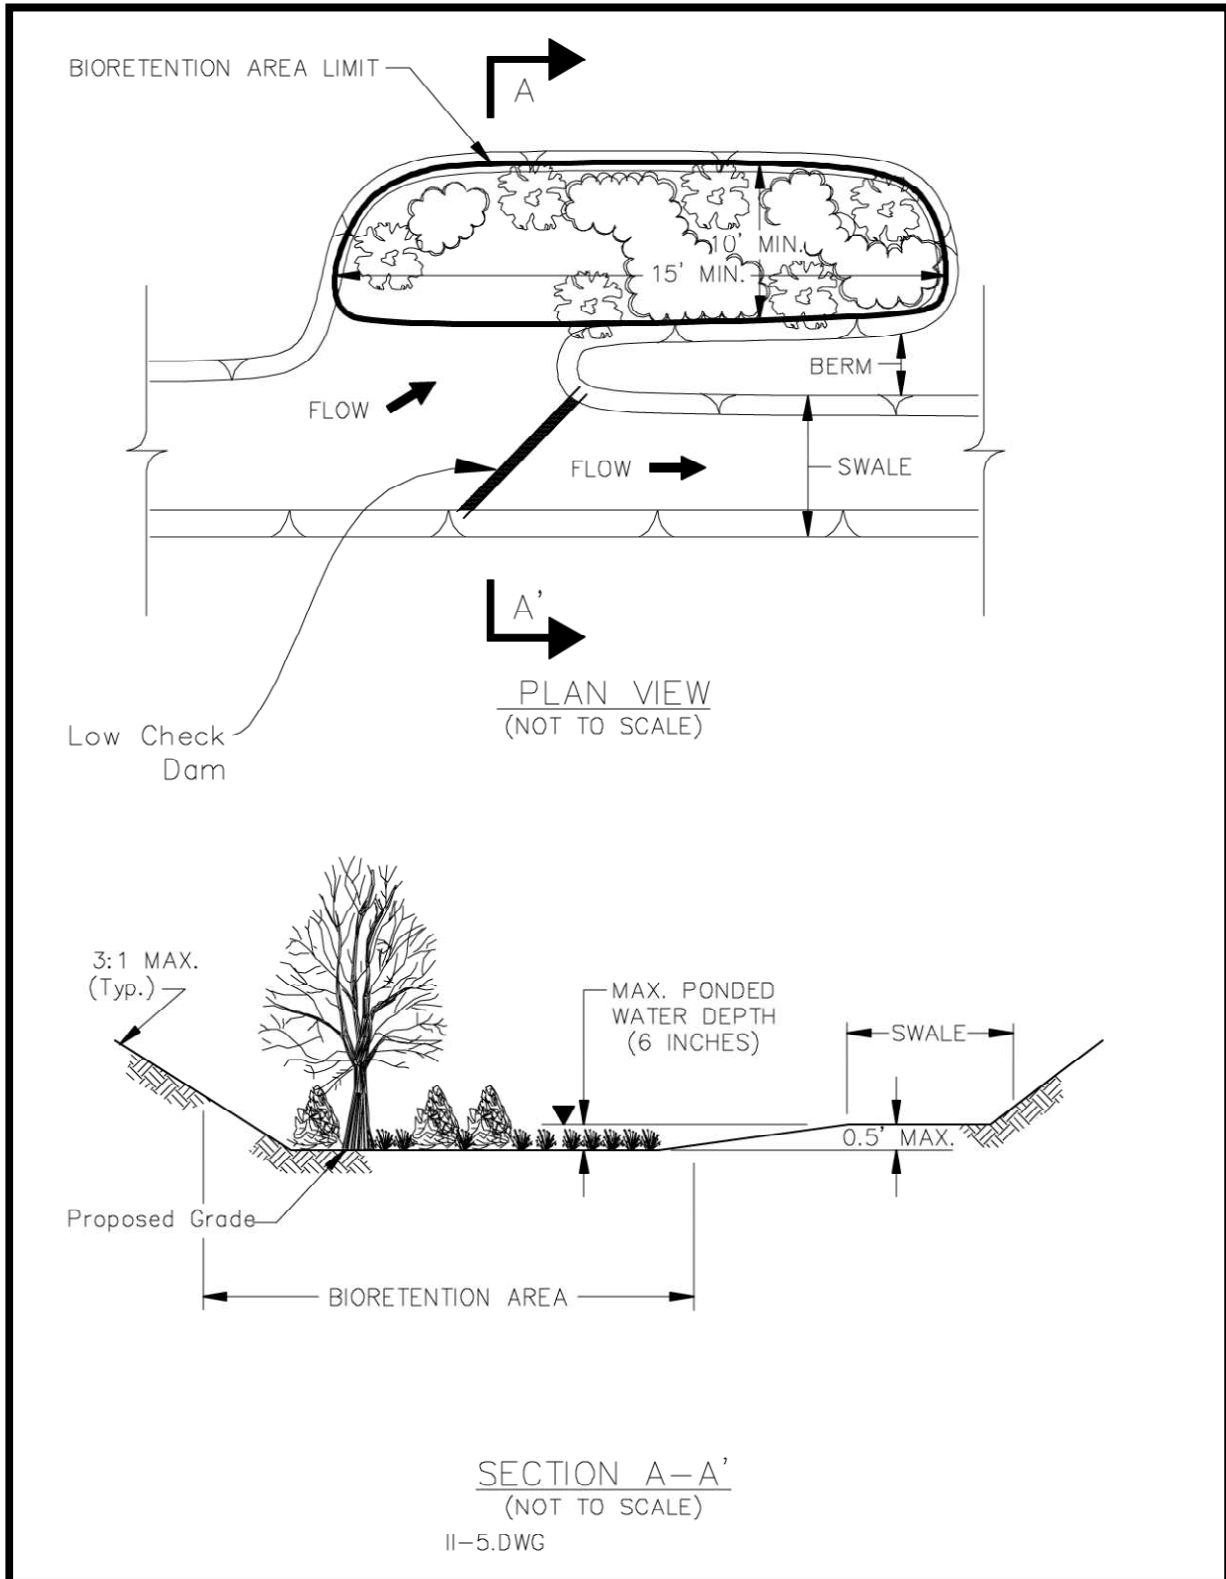 BIORETENTION AREA LIMIT
A
10' MIN.
15' MIN.
BERM
FLOW
FLOW
SWALE
A'
PLAN VIEW
(NOT TO SCALE)
Low Check
Dam
3:1 MAX.
(Typ.)
MAX. PONDED
WATER DEPTH
(6 INCHES)
SWALE
0.5' MAX.
Proposed Grade
BIORETENTION AREA
SECTION A-A'
(NOT TO SCALE)
II-5.DWG